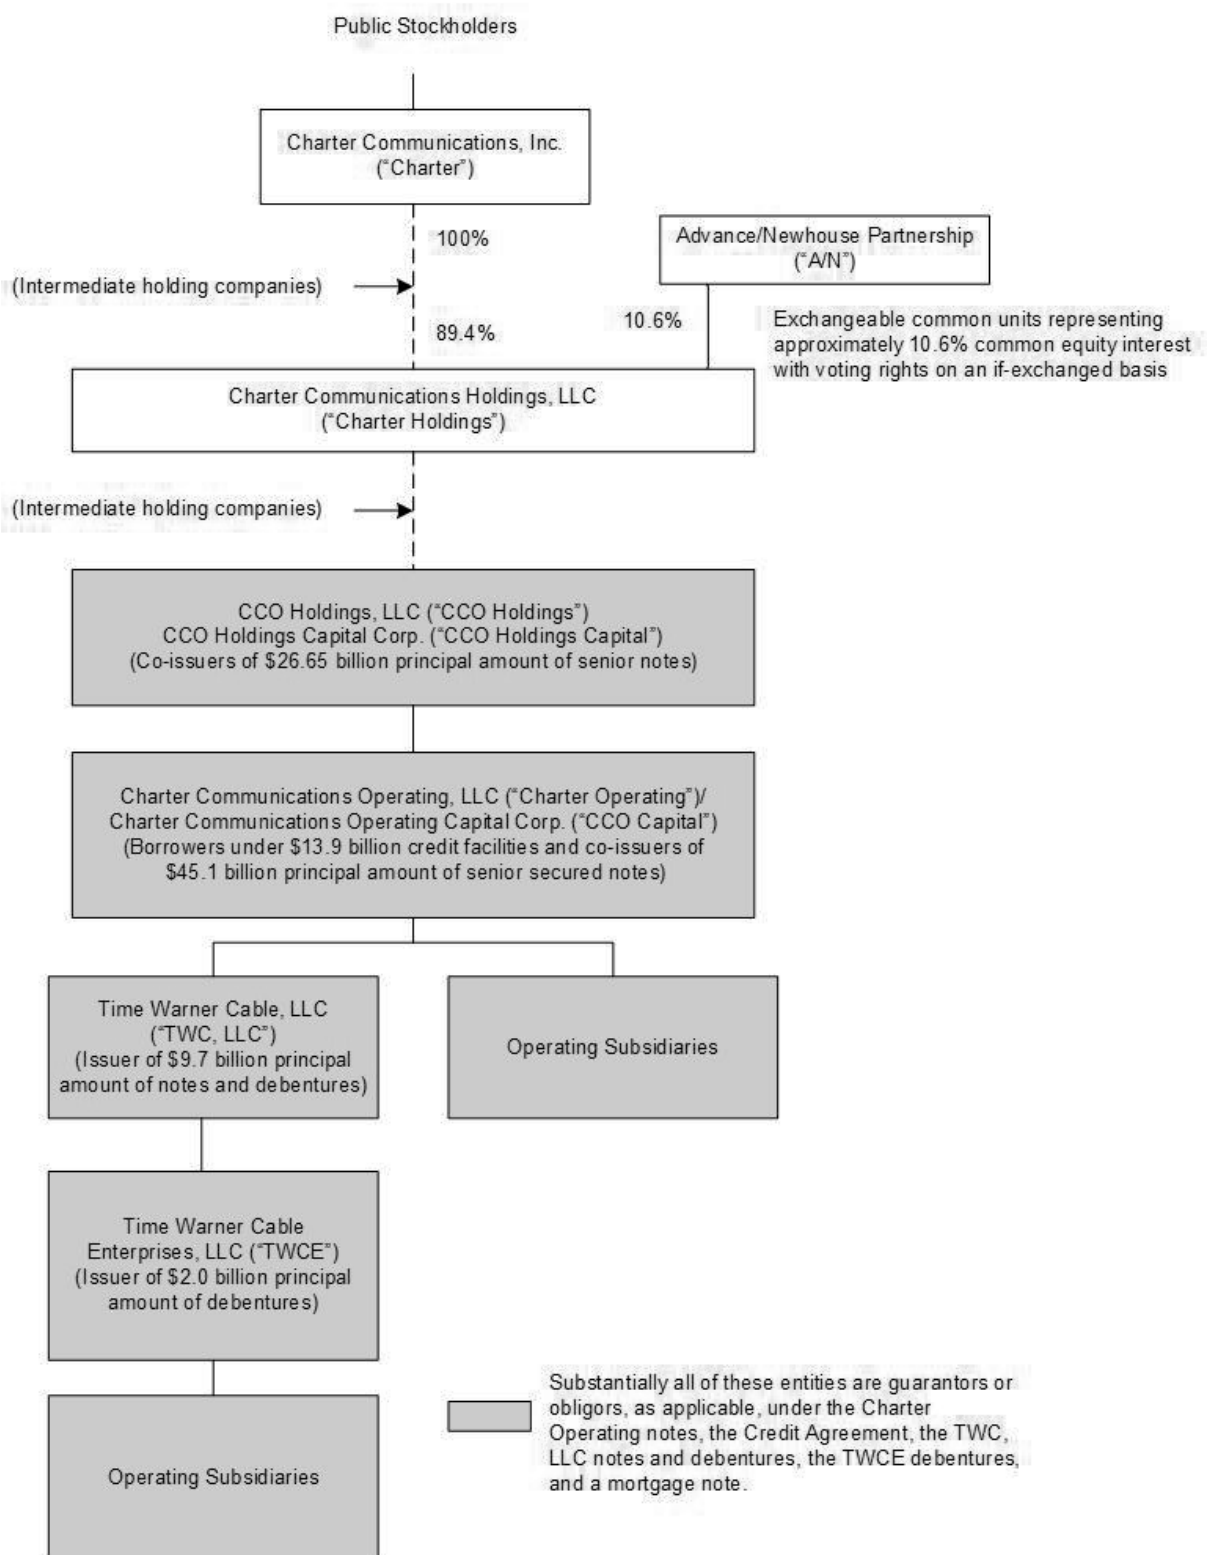 Public Stockholders
Charter Communications, Inc.
("Charter")
100%
Advance/Newhouse Partnership
("A/N")
(Intermediate holding companies)
89.4%
10.6%
Exchangeable common units representing
approximately 10.6% common equity interest
with voting rights on an if-exchanged basis
Charter Communications Holdings, LLC
("Charter Holdings")
(Intermediate holding companies)
CCO Holdings, LLC ("CCO Holdings")
CCO Holdings Capital Corp. ("CCO Holdings Capital")
(Co-issuers of $26.65 billion principal amount of senior notes)
Charter Communications Operating, LLC ("Charter Operating")/
Charter Communications Operating Capital Corp. ("CCO Capital")
(Borrowers under $13.9 billion credit facilities and co-issuers of
$45.1 billion principal amount of senior secured notes)
Time Warner Cable, LLC
("TWC, LLC")
(Issuer of $9.7 billion principal
amount of notes and debentures)
Operating Subsidiaries
Time Warner Cable
Enterprises, LLC ("TWCE")
(Issuer of $2.0 billion principal
amount of debentures)
Operating Subsidiaries
Substantially all of these entities are guarantors or
obligors, as applicable, under the Charter
Operating notes, the Credit Agreement, the TWC,
LLC notes and debentures, the TWCE debentures,
and a mortgage note.